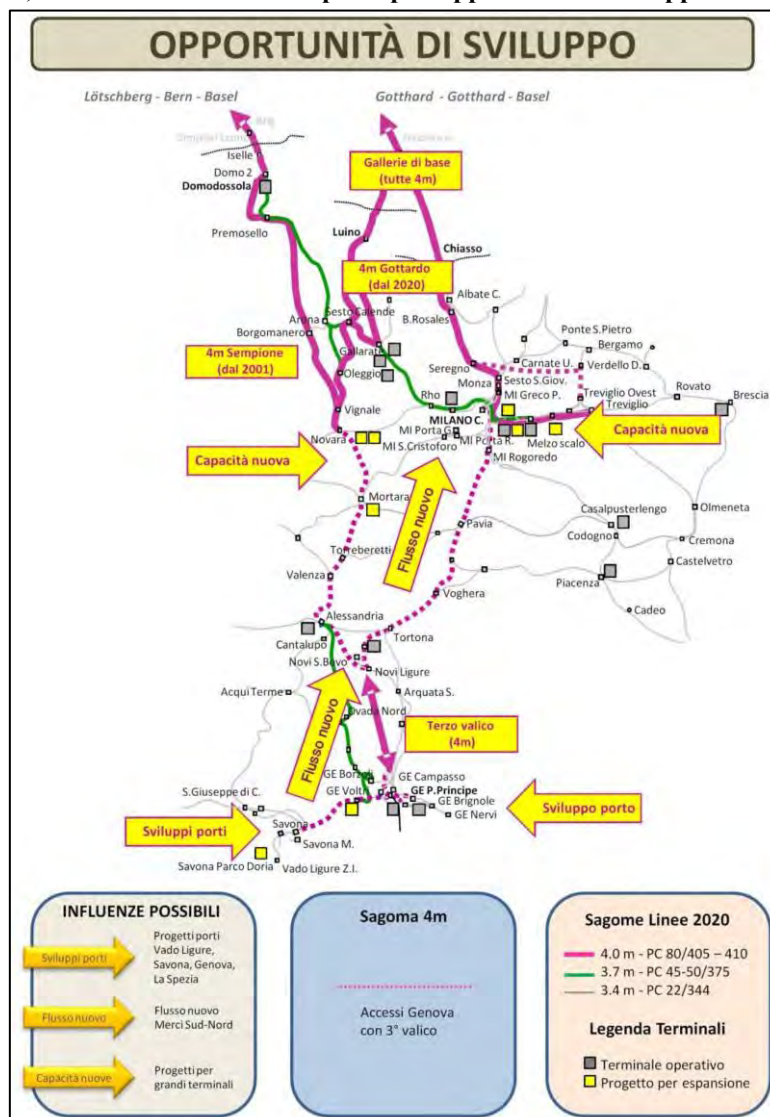 OPPORTUNITÀ DI SVILUPPO
Lötschberg - Bern - Basel
Gotthard - Gotthard - Basel
Iselle
Domo 2
Domodossola
Premosello
Gallerie di base
(tutte 4m)
Luino
Chiasso
4m Gottardo
(dal 2020)
Albate C.
B.Rosales
Arona
Sesto Calende
Borgomanero
Ponte S.Pietro
Bergamo
4m Sempione
(dal 2001)
Gallarate
Oleggio
Seregno
Carnate U.
Verdello D.
Monza
Sesto S.Giov.
MI Greco P.
Treviglio Ovest
Treviglio
Rovato
Brescia
Rho
Vignale
MILANO C.
MI Porta G.
MI S.Cristoforo
MI Porta R.
Melzo scalo
MI Rogoredo
Novara
Capacità nuova
Capacità nuova
Mortara
Flusso nuovo
Casalpusterlengo
Olmeneta
Pavia
Codogno
Cremona
Torreberetti
Castelvetro
Valenza
Voghera
Piacenza
Cadeo
Alessandria
Tortona
Cantalupo
Novi S.Bovo
Novi Ligure
Acqui Terme
Arquata S.
Flusso nuovo
Ovada Nord
Terzo valico
(4m)
GE Borzoli
GE Campasso
GE Voltri
GE P.Principe
GE Brignole
GE Nervi
S.Giuseppe di C.
Sviluppi porti
Sviluppo porto
Savona
Savona M.
Savona Parco Doria
Vado Ligure Z.I.
INFLUENZE POSSIBILI
Sviluppi porti
Progetti porti
Vado Ligure,
Savona, Genova,
La Spezia
Flusso nuovo
Flusso nuovo
Merci Sud-Nord
Capacità nuove
Progetti per
grandi terminali
Sagoma 4m
Accessi Genova
con 3° valico
Sagome Linee 2020
4.0 m - PC 80/405 – 410
3.7 m - PC 45-50/375
3.4 m - PC 22/344
Legenda Terminali
Terminale operativo
Progetto per espansione